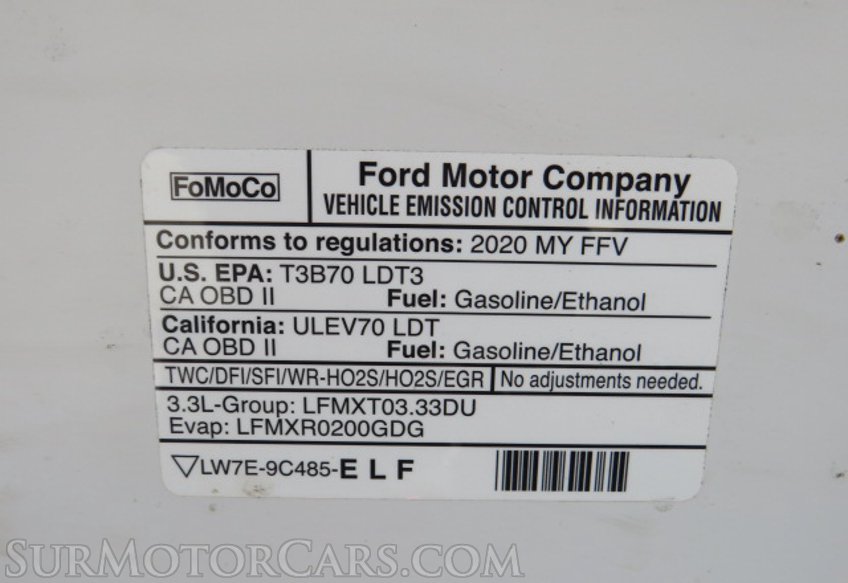 FoMoCo
Ford Motor Company
VEHICLE EMISSION CONTROL INFORMATION
Conforms to regulations: 2020 MY FFV
U.S. EPA: T3B70 LDT3
CA OBD II Fuel: Gasoline/Ethanol
California: ULEV70 LDT
CA OBD II Fuel: Gasoline/Ethanol
TWC/DFI/SFI/WR-HO2S/HO2S/EGR No adjustments needed.
3.3L-Group: LFMXT03.33DU
Evap: LFMXR0200GDG
LW7E-9C485-E L F
SURMOTORCARS.COM